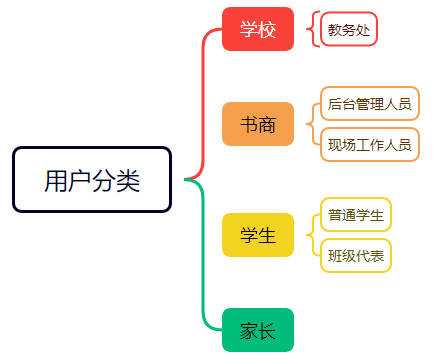 用户分类
学校
教务处
书商
后台管理人员
现场工作人员
学生
普通学生
班级代表
家长